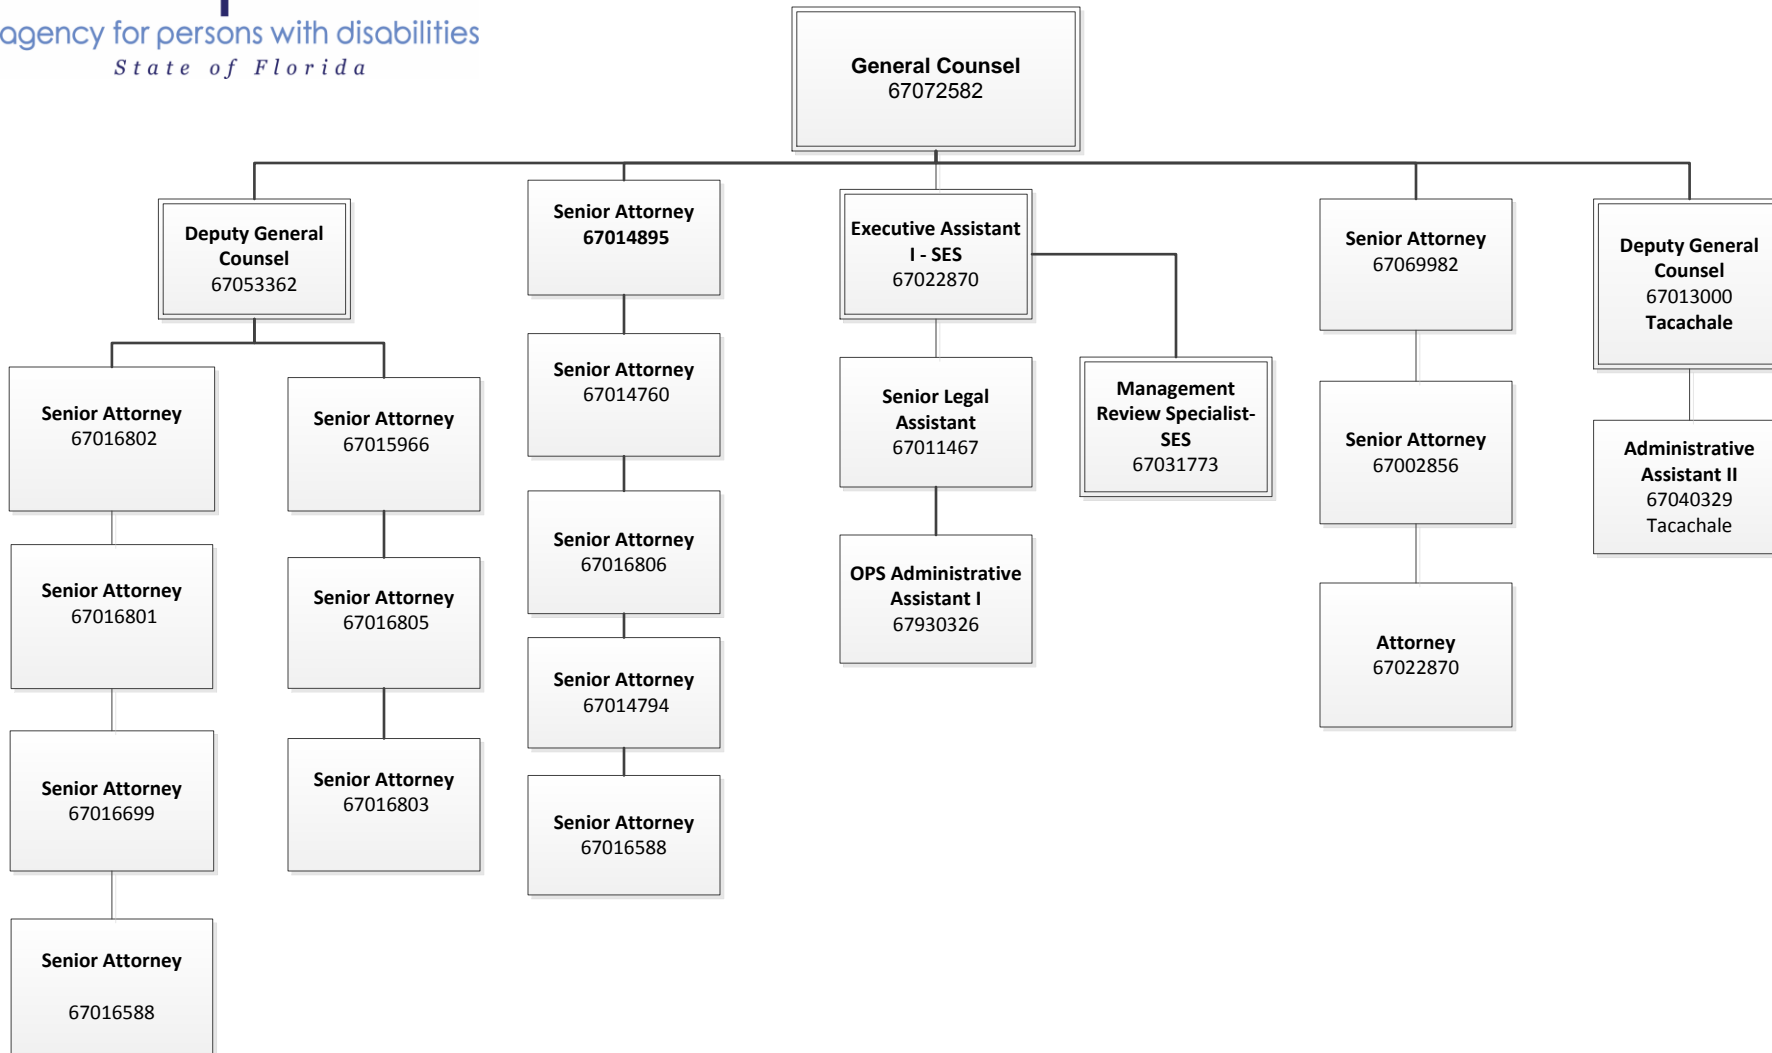 agency for persons with disabilities
State of Florida
General Counsel
67072582
Deputy General
Counsel
67053362
Senior Attorney
67016802
Senior Attorney
67016801
Senior Attorney
67016699
Senior Attorney
67016588
Senior Attorney
67015966
Senior Attorney
67016805
Senior Attorney
67016803
Senior Attorney
67014895
Senior Attorney
67014760
Senior Attorney
67016806
Senior Attorney
67014794
Senior Attorney
67016588
Executive Assistant
I - SES
67022870
Senior Legal
Assistant
67011467
OPS Administrative
Assistant I
67930326
Management
Review Specialist-
SES
67031773
Senior Attorney
67069982
Senior Attorney
67002856
Attorney
67022870
Deputy General
Counsel
67013000
Tacachale
Administrative
Assistant II
67040329
Tacachale